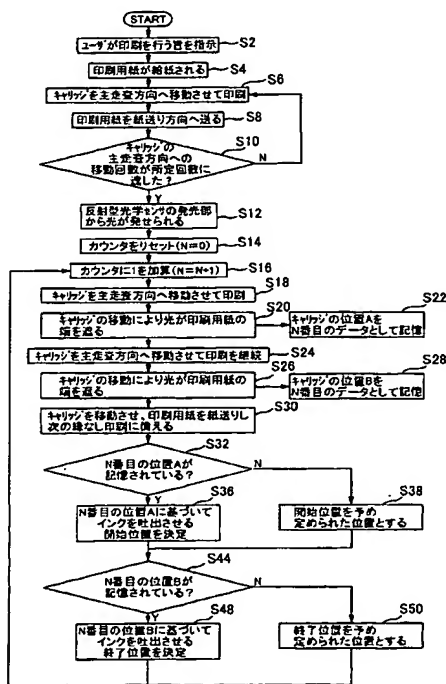 START
ユーザが印刷を行う旨を指示
S2
印刷用紙が給紙される
S4
キャリッジを主走査方向へ移動させて印刷
S6
印刷用紙を紙送り方向へ送る
S8
キャリッジの
主走査方向への
移動回数が所定回数に
達した？
S10
N
Y
反射型光学センサの発光部
から光が発せられる
S12
カウンタをリセット(N=0)
S14
カウンタに1を加算(N=N+1)
S16
キャリッジを主走査方向へ移動させて印刷
S18
キャリッジの移動により光が印刷用紙の
端を遮る
S20
キャリッジの位置Aを
N番目のデータとして記憶
S22
キャリッジを主走査方向へ移動させて印刷を継続
S24
キャリッジの移動により光が印刷用紙の
端を遮る
S26
キャリッジの位置Bを
N番目のデータとして記憶
S28
キャリッジを移動させ、印刷用紙を紙送りし
次の縁なし印刷に備える
S30
N番目の位置Aが
記憶されている？
S32
N
Y
N番目の位置Aに基づいて
インクを吐出させる
開始位置を決定
S36
開始位置を予め
定められた位置とする
S38
N番目の位置Bが
記憶されている？
S44
N
Y
N番目の位置Bに基づいて
インクを吐出させる
終了位置を決定
S48
終了位置を予め
定められた位置とする
S50